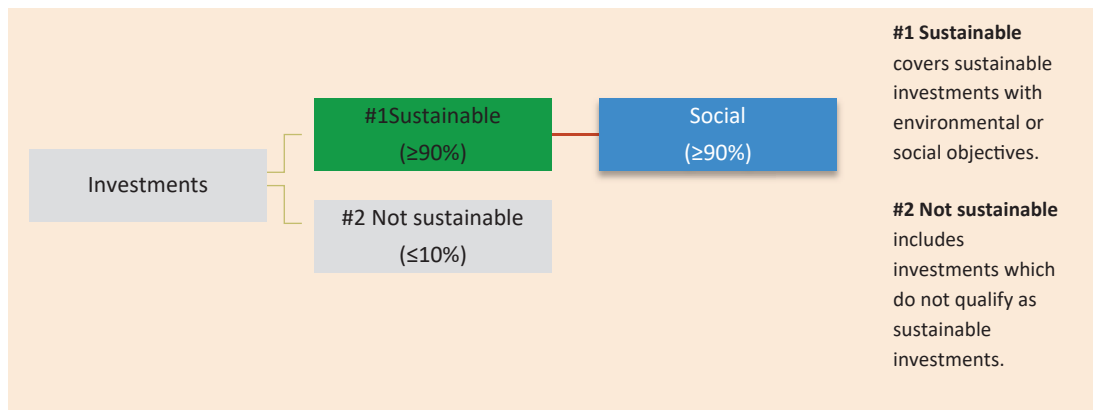 Investments
#1Sustainable
(≥90%)
Social
(≥90%)
#2 Not sustainable
(≤10%)
#1 Sustainable
covers sustainable
investments with
environmental or
social objectives.
#2 Not sustainable
includes
investments which
do not qualify as
sustainable
investments.